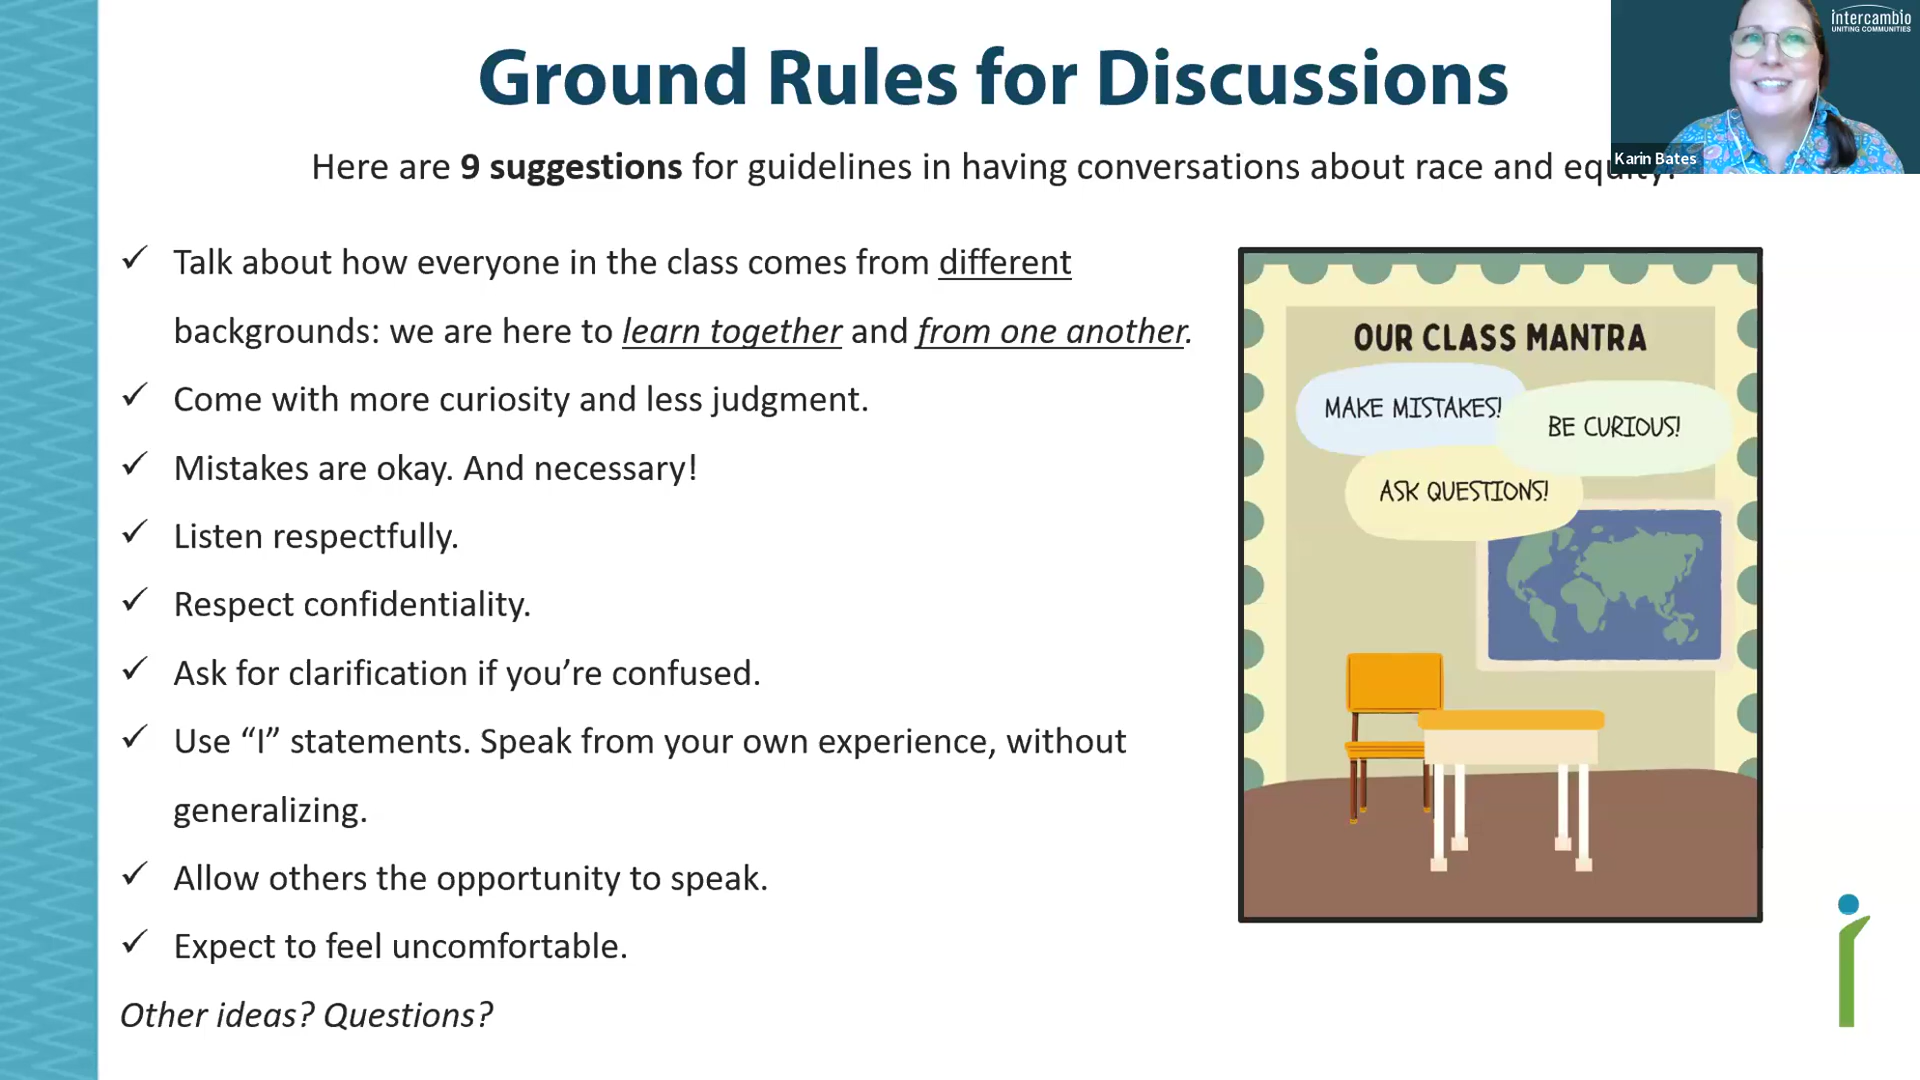 Ground Rules for Discussions
intercambio
UNITING COMMUNITIES
Karin Bates
Here are 9 suggestions for guidelines in having conversations about race and equity.
✓ Talk about how everyone in the class comes from different
backgrounds: we are here to learn together and from one another.
✓ Come with more curiosity and less judgment.
✓ Mistakes are okay. And necessary!
✓ Listen respectfully.
✓ Respect confidentiality.
✓ Ask for clarification if you’re confused.
✓ Use “I” statements. Speak from your own experience, without
generalizing.
✓ Allow others the opportunity to speak.
✓ Expect to feel uncomfortable.
Other ideas? Questions?
OUR CLASS MANTRA
MAKE MISTAKES!
BE CURIOUS!
ASK QUESTIONS!